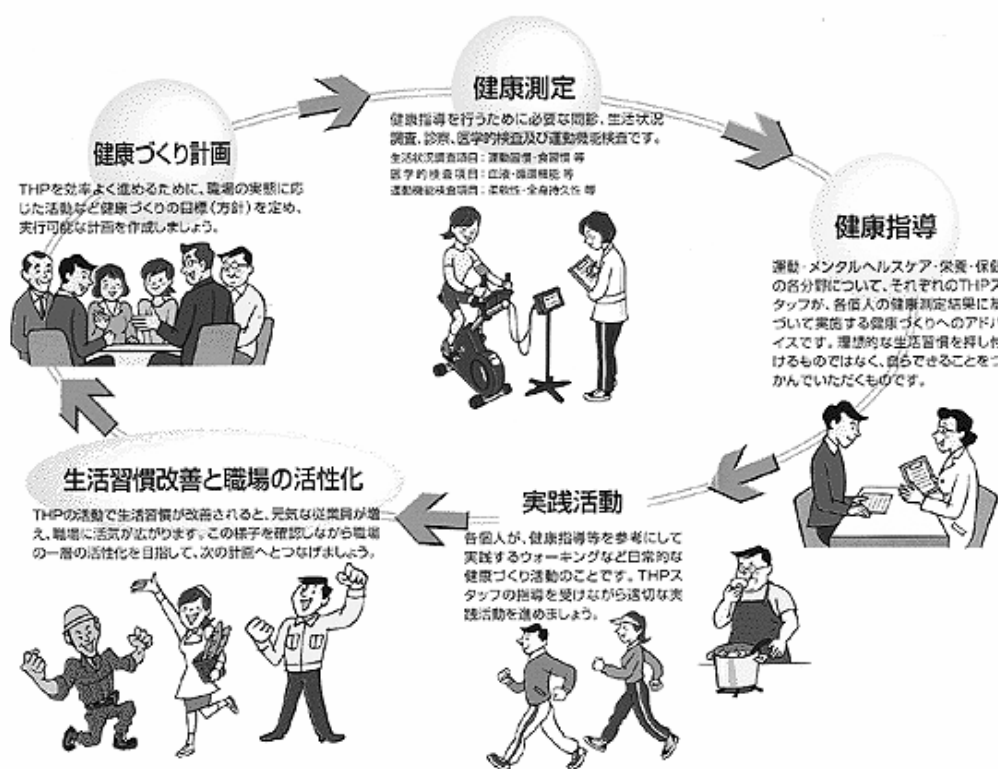 健康づくり計画
THPを効率よく進めるために、職場の実態に応
じた活動など健康づくりの目標(方針)を定め、
実行可能な計画を作成しましょう。
健康測定
健康指導を行うために必要な問診、生活状況
調査、診察、医学的検査及び運動機能検査です。
生活状況調査項目:運動習慣・食習慣 等
医学的検査項目:血液・循環機能 等
運動機能検査項目:柔軟性・全身持久性 等
健康指導
運動・メンタルヘルスケア・栄養・保健
の各分野について、それぞれのTHPス
タッフが、各個人の健康測定結果に基
づいて実施する健康づくりへのアドバ
イスです。理想的な生活習慣を押し付
けるものではなく、自らできることをつ
かんでいただくものです。
実践活動
各個人が、健康指導等を参考にして
実践するウォーキングなど日常的な
健康づくり活動のことです。THPス
タッフの指導を受けながら適切な実
践活動を進めましょう。
生活習慣改善と職場の活性化
THPの活動で生活習慣が改善されると、元気な従業員が増
え、職場に活気が広がります。この様子を確認しながら職場
の一層の活性化を目指して、次の計画へとつなげましょう。